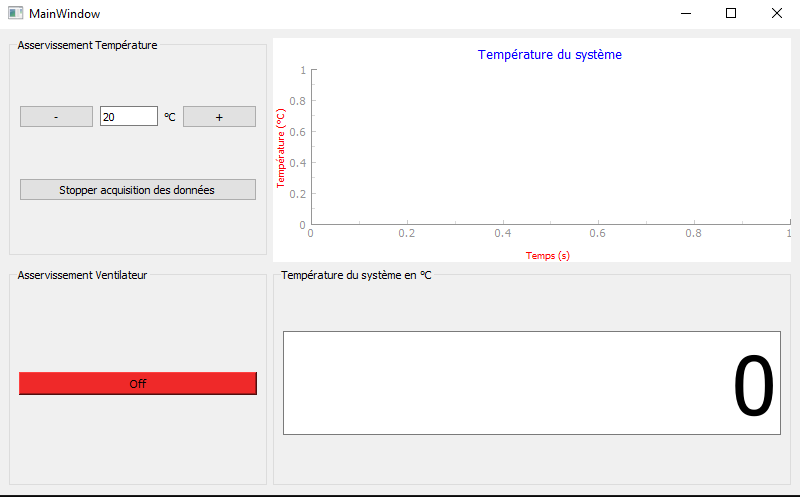 MainWindow
Asservissement Température
-
20
°C
+
Stopper acquisition des données
Température du système
1
0.8
0.6
0.4
0.2
0
Température (°C)
0
0.2
0.4
0.6
0.8
1
Temps (s)
Asservissement Ventilateur
Off
Température du système en °C
0